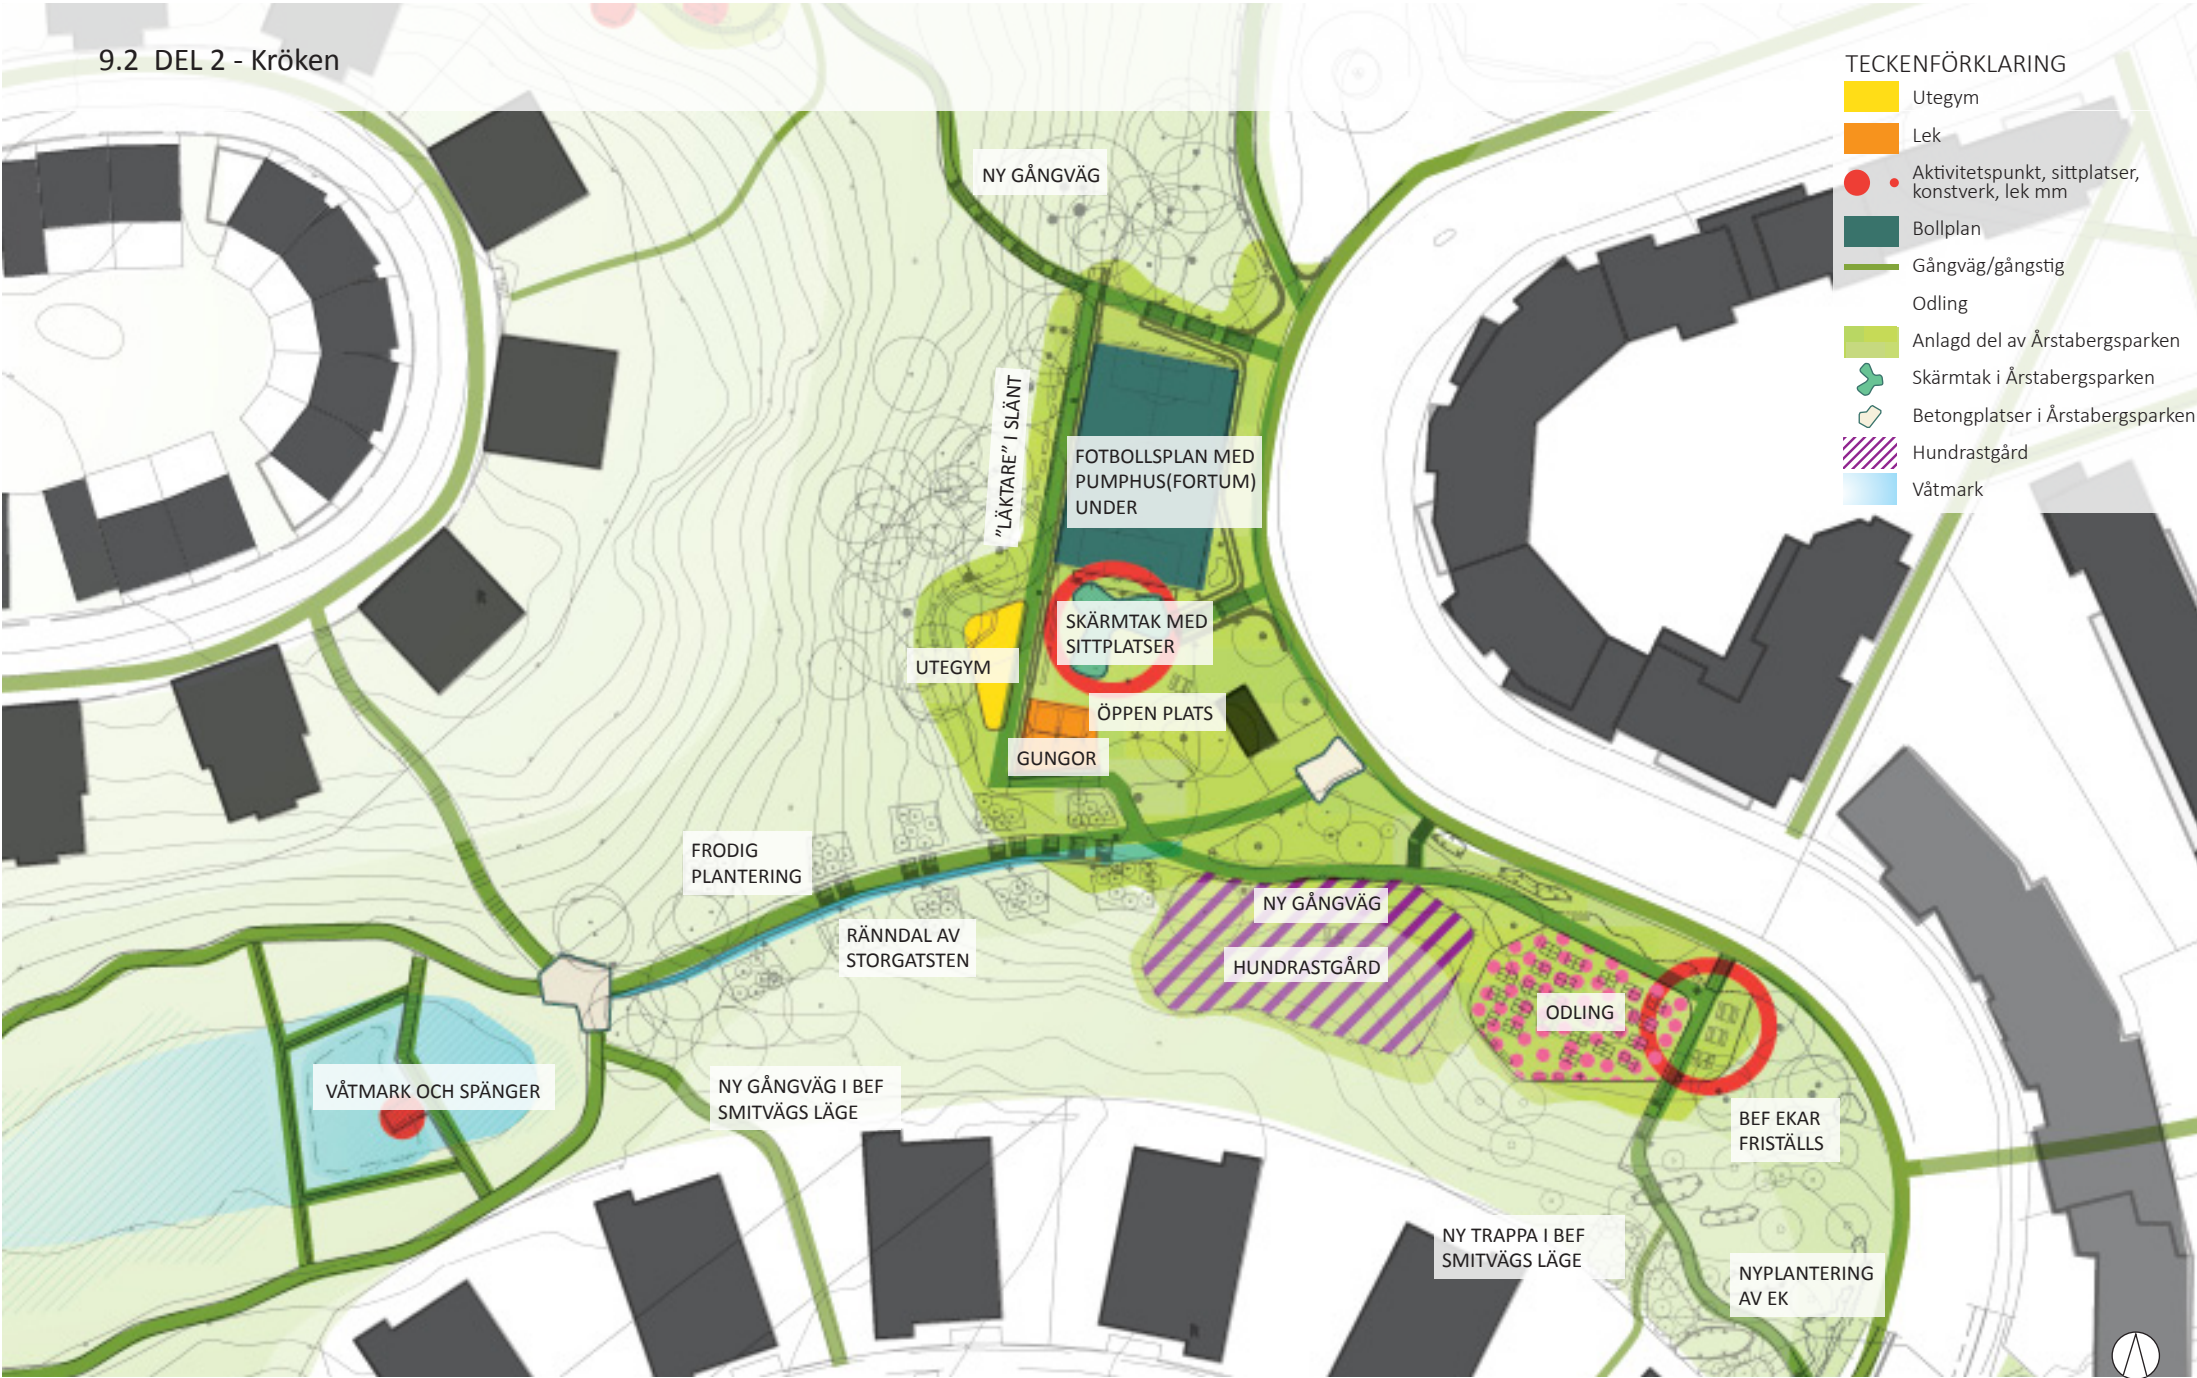 9.2 DEL 2 - Kröken
TECKENFÖRKLARING
Utegym
Lek
Aktivitetspunkt, sittplatser,
konstverk, lek mm
Bollplan
Gångväg/gångstig
Odling
Anlagd del av Årstabergsparken
Skärmtak i Årstabergsparken
Betongplatser i Årstabergsparken
Hundrastgård
Våtmark
NY GÅNGVÄG
"LÄKTARE" I SLÄNT
FOTBOLLSPLAN MED
PUMPHUS(FORTUM)
UNDER
SKÄRMTAK MED
SITTPLATSER
UTEGYM
ÖPPEN PLATS
GUNGOR
FRODIG
PLANTERING
RÄNNDAL AV
STORGATSTEN
NY GÅNGVÄG
HUNDRASTGÅRD
ODLING
VÅTMARK OCH SPÄNGER
NY GÅNGVÄG I BEF
SMITVÄGS LÄGE
BEF EKAR
FRISTÄLLS
NY TRAPPA I BEF
SMITVÄGS LÄGE
NYPLANTERING
AV EK